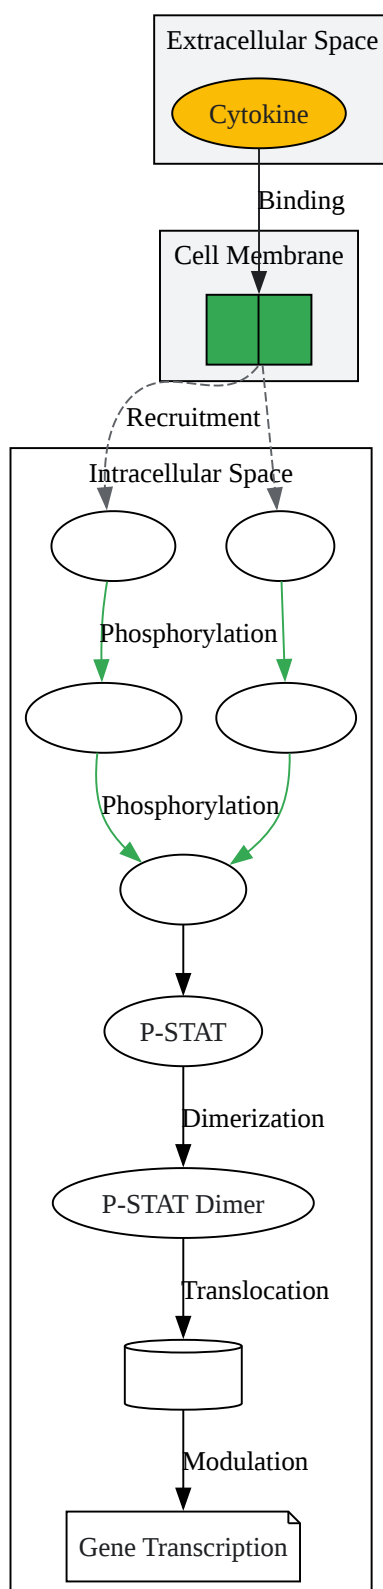 Extracellular Space
Cytokine
Binding
Cell Membrane
Recruitment
Intracellular Space
Phosphorylation
Phosphorylation
P-STAT
Dimerization
P-STAT Dimer
Translocation
Modulation
Gene Transcription